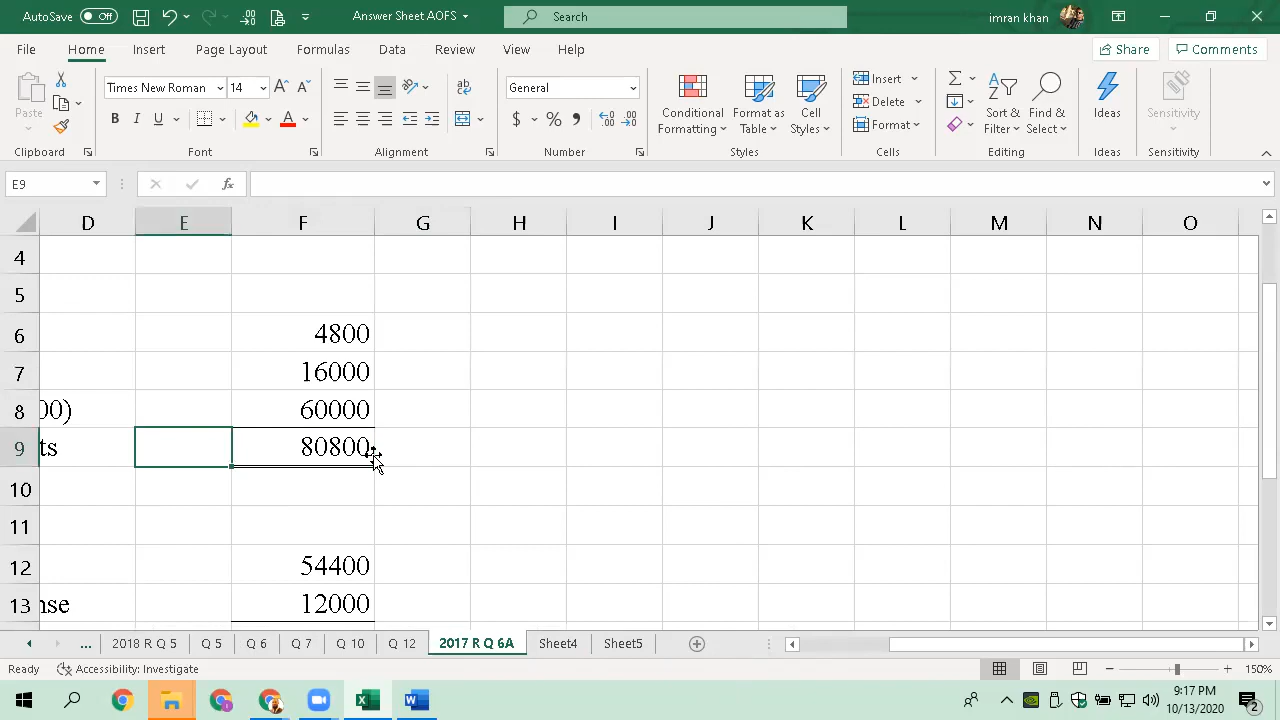 AutoSave Off Answer Sheet AOFS Search imran khan
File Home Insert Page Layout Formulas Data Review View Help Share Comments
Paste Times New Roman 14 General Conditional Formatting Format as Table Cell Styles Insert Delete Format Sort & Filter Find & Select Ideas Sensitivity
Clipboard Font Alignment Number Styles Cells Editing Ideas Sensitivity
E9 fx
D E F G H I J K L M N O
4
5
6 4800
7 16000
8 00) 60000
9 ts 80800
10
11
12 54400
13 nse 12000
... 2018 R Q 5 Q 5 Q 6 Q 7 Q 10 Q 12 2017 R Q 6A Sheet4 Sheet5
Ready Accessibility: Investigate 150%
9:17 PM
10/13/2020 2